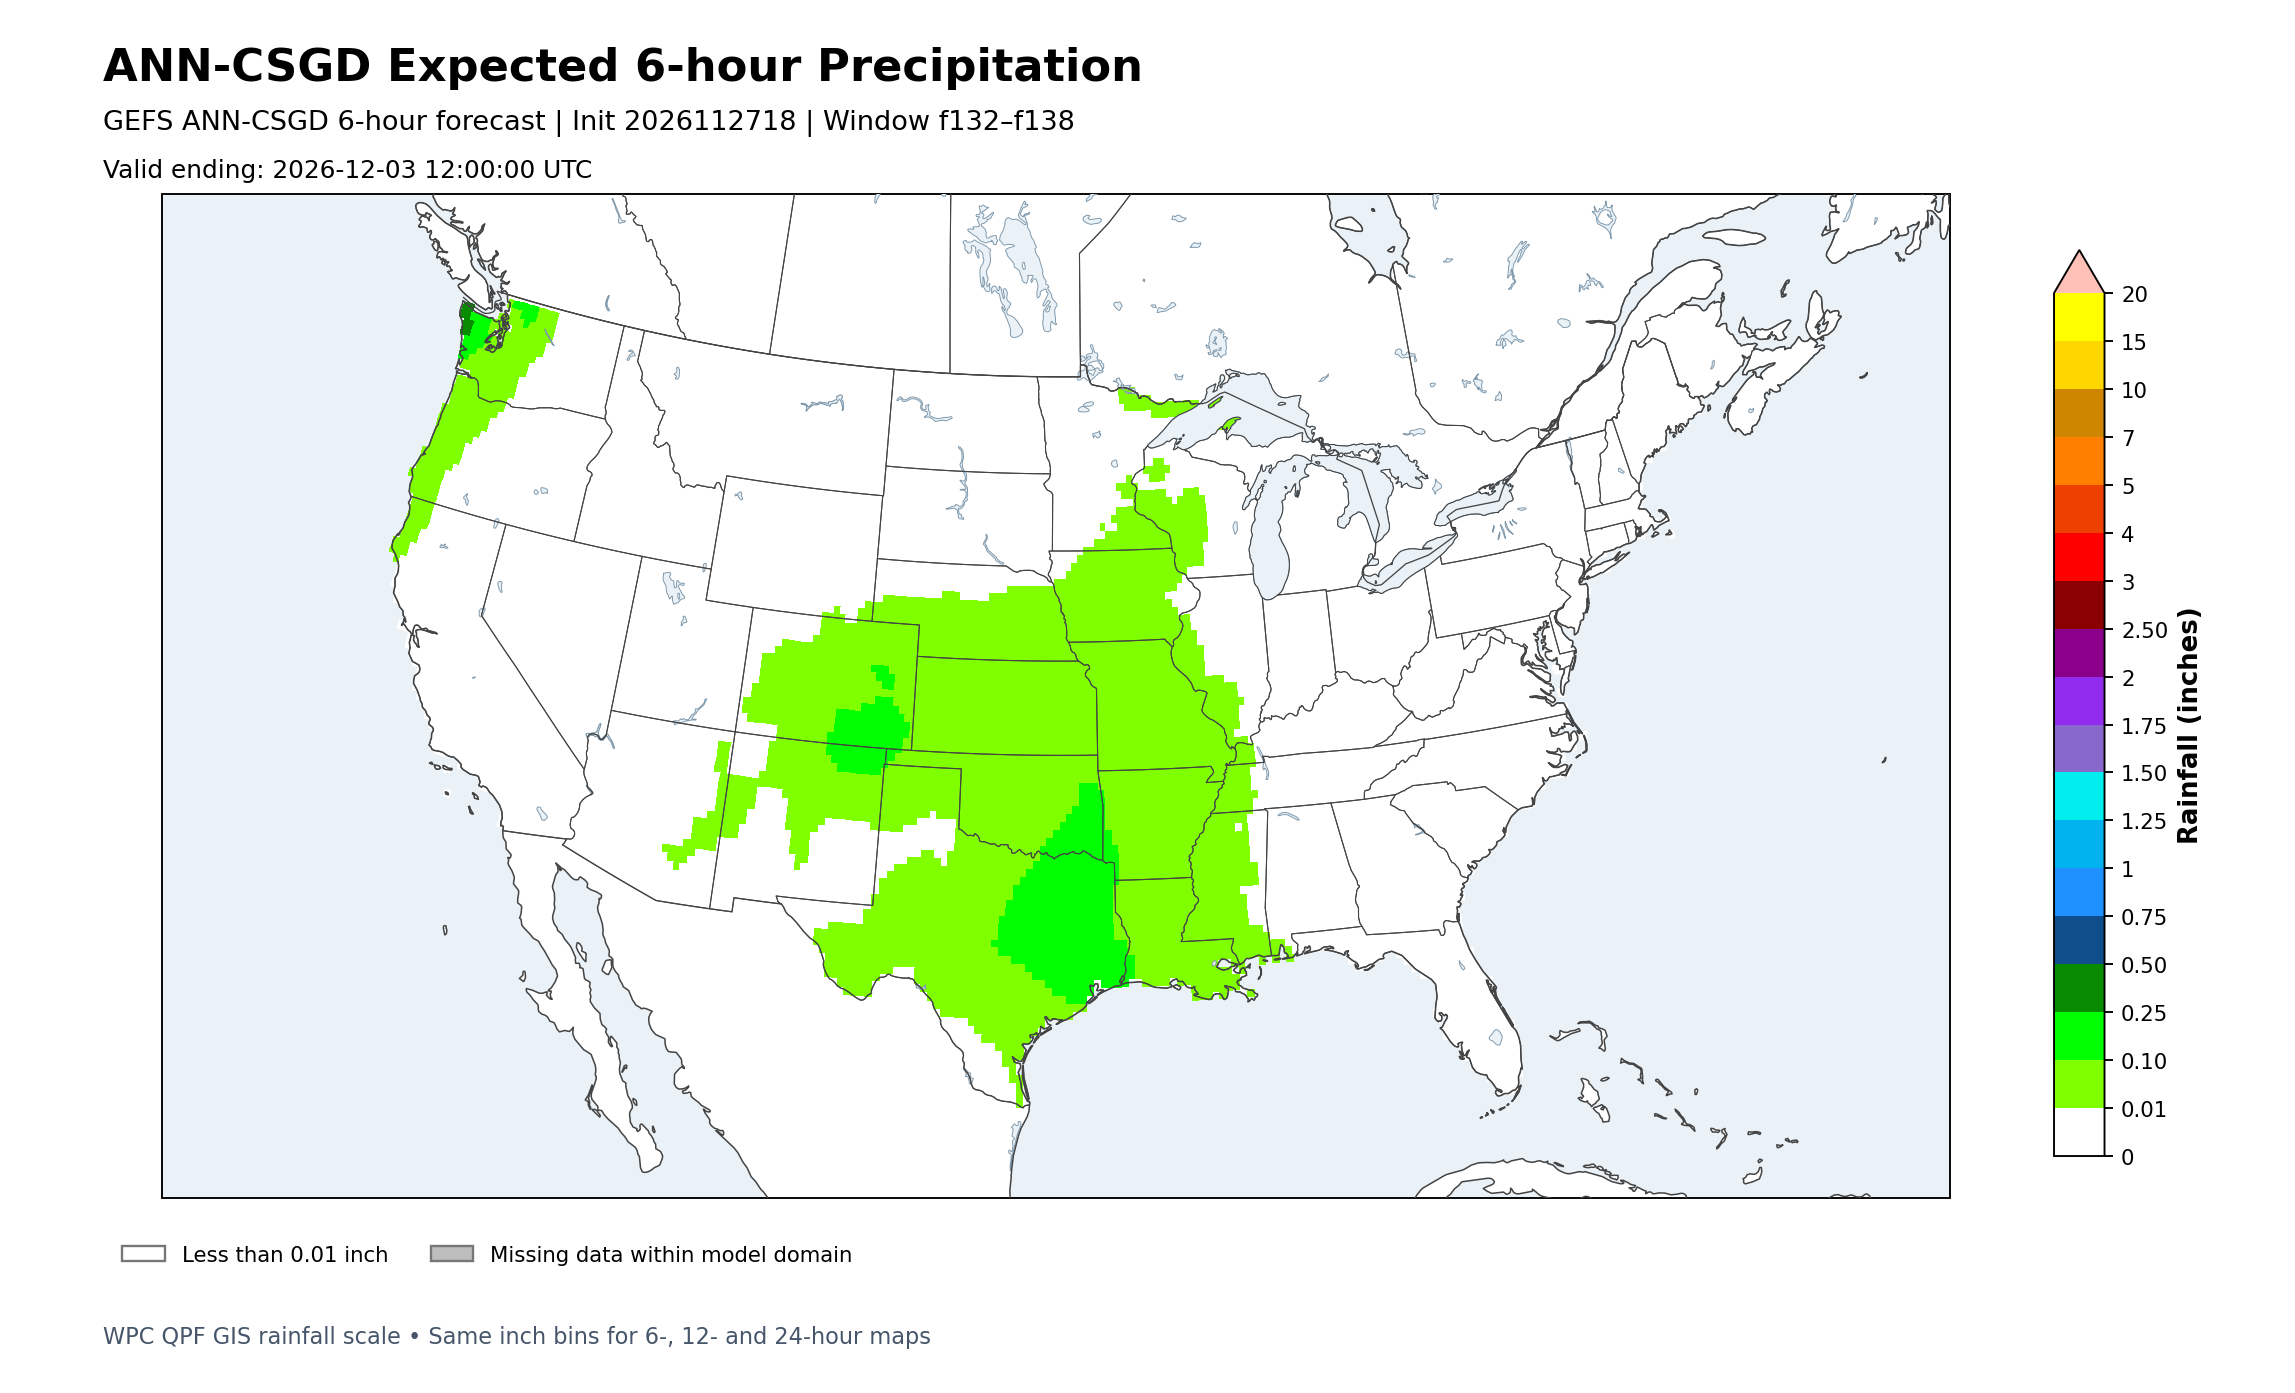 ANN-CSGD Expected 6-hour Precipitation
GEFS ANN-CSGD 6-hour forecast | Init 2026112718 | Window f132–f138
Valid ending: 2026-12-03 12:00:00 UTC
20
15
10
7
5
4
3
2.50
2
1.75
1.50
1.25
1
0.75
0.50
0.25
0.10
0.01
0
Rainfall (inches)
Less than 0.01 inch
Missing data within model domain
WPC QPF GIS rainfall scale • Same inch bins for 6-, 12- and 24-hour maps